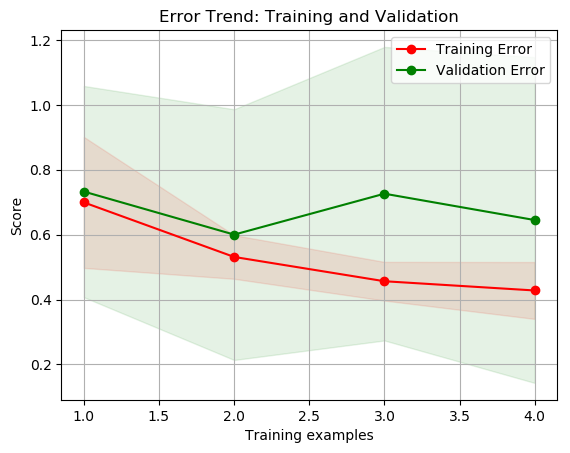 Error Trend: Training and Validation
Training Error
Validation Error
Score
1.2
1.0
0.8
0.6
0.4
0.2
1.0 1.5 2.0 2.5 3.0 3.5 4.0
Training examples